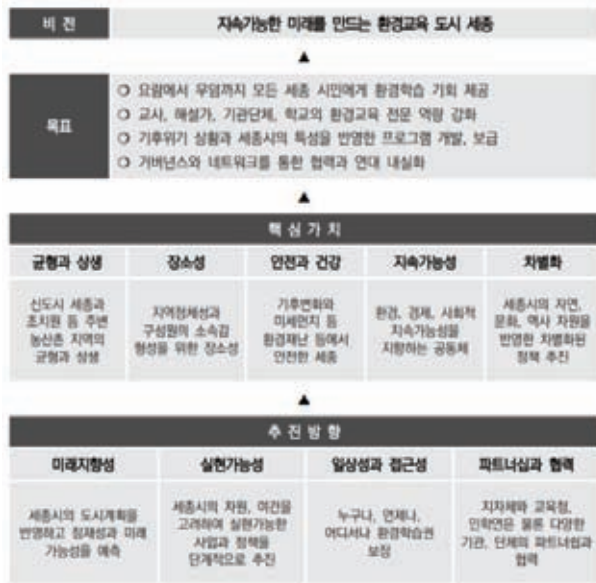 비 전
지속가능한 미래를 만드는 환경교육 도시 세종
▲
목표
○ 요람에서 무덤까지 모든 세종 시민에게 환경학습 기회 제공
○ 교사, 해설가, 기관단체, 학교의 환경교육 전문 역량 강화
○ 기후위기 상황과 세종시의 특성을 반영한 프로그램 개발, 보급
○ 거버넌스와 네트워크를 통한 협력과 연대 내실화
▲
핵 심 가 치
균형과 상생
신도시 세종과
조치원 등 주변
농산촌 지역의
균형과 상생
장소성
지역정체성과
구성원의 소속감
형성을 위한 장소성
안전과 건강
기후변화와
미세먼지 등
환경재난 등에서
안전한 세종
지속가능성
환경, 경제, 사회적
지속가능성을
지향하는 공동체
차별화
세종시의 자연,
문화, 역사 자원을
반영한 차별화된
정책 추진
▲
추 진 방 향
미래지향성
세종시의 도시계획을
반영하고 잠재성과 미래
가능성을 예측
실현가능성
세종시의 자원, 여건을
고려하여 실현가능한
사업과 정책을
단계적으로 추진
일상성과 접근성
누구나, 언제나,
어디서나 환경학습권
보장
파트너십과 협력
지자체와 교육청,
민학연은 물론 다양한
기관, 단체의 파트너쉽과
협력